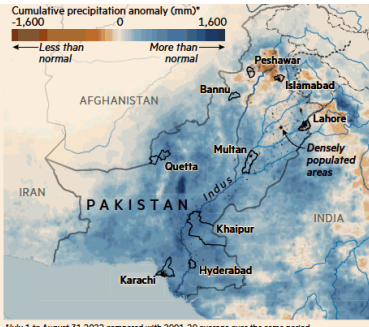 Cumulative precipitation anomaly (mm)*
-1,600 0 1,600
Less than normal
More than normal
Peshawar
Islamabad
Bannu
AFGHANISTAN
Lahore
Multan
Densely populated areas
Quetta
Indus
IRAN
PAKISTAN
INDIA
Khaipur
Hyderabad
Karachi